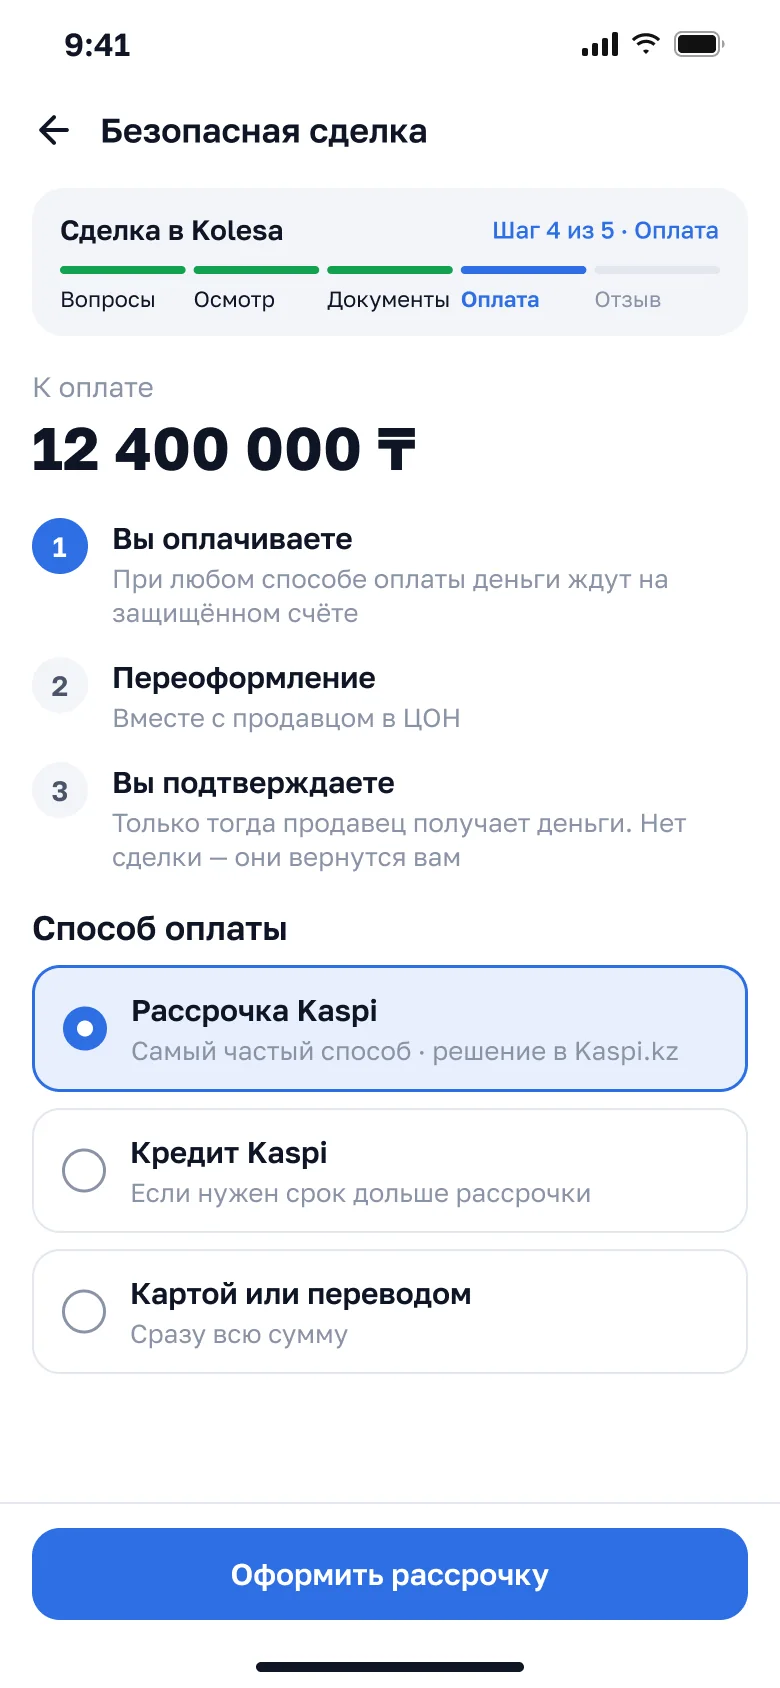 9:41
Безопасная сделка
Сделка в Kolesa
Шаг 4 из 5 · Оплата
Вопросы Осмотр Документы Оплата Отзыв
К оплате
12 400 000 ₸
1
Вы оплачиваете
При любом способе оплаты деньги ждут на
защищённом счёте
2
Переоформление
Вместе с продавцом в ЦОН
3
Вы подтверждаете
Только тогда продавец получает деньги. Нет
сделки — они вернутся вам
Способ оплаты
Рассрочка Kaspi
Самый частый способ · решение в Kaspi.kz
Кредит Kaspi
Если нужен срок дольше рассрочки
Картой или переводом
Сразу всю сумму
Оформить рассрочку